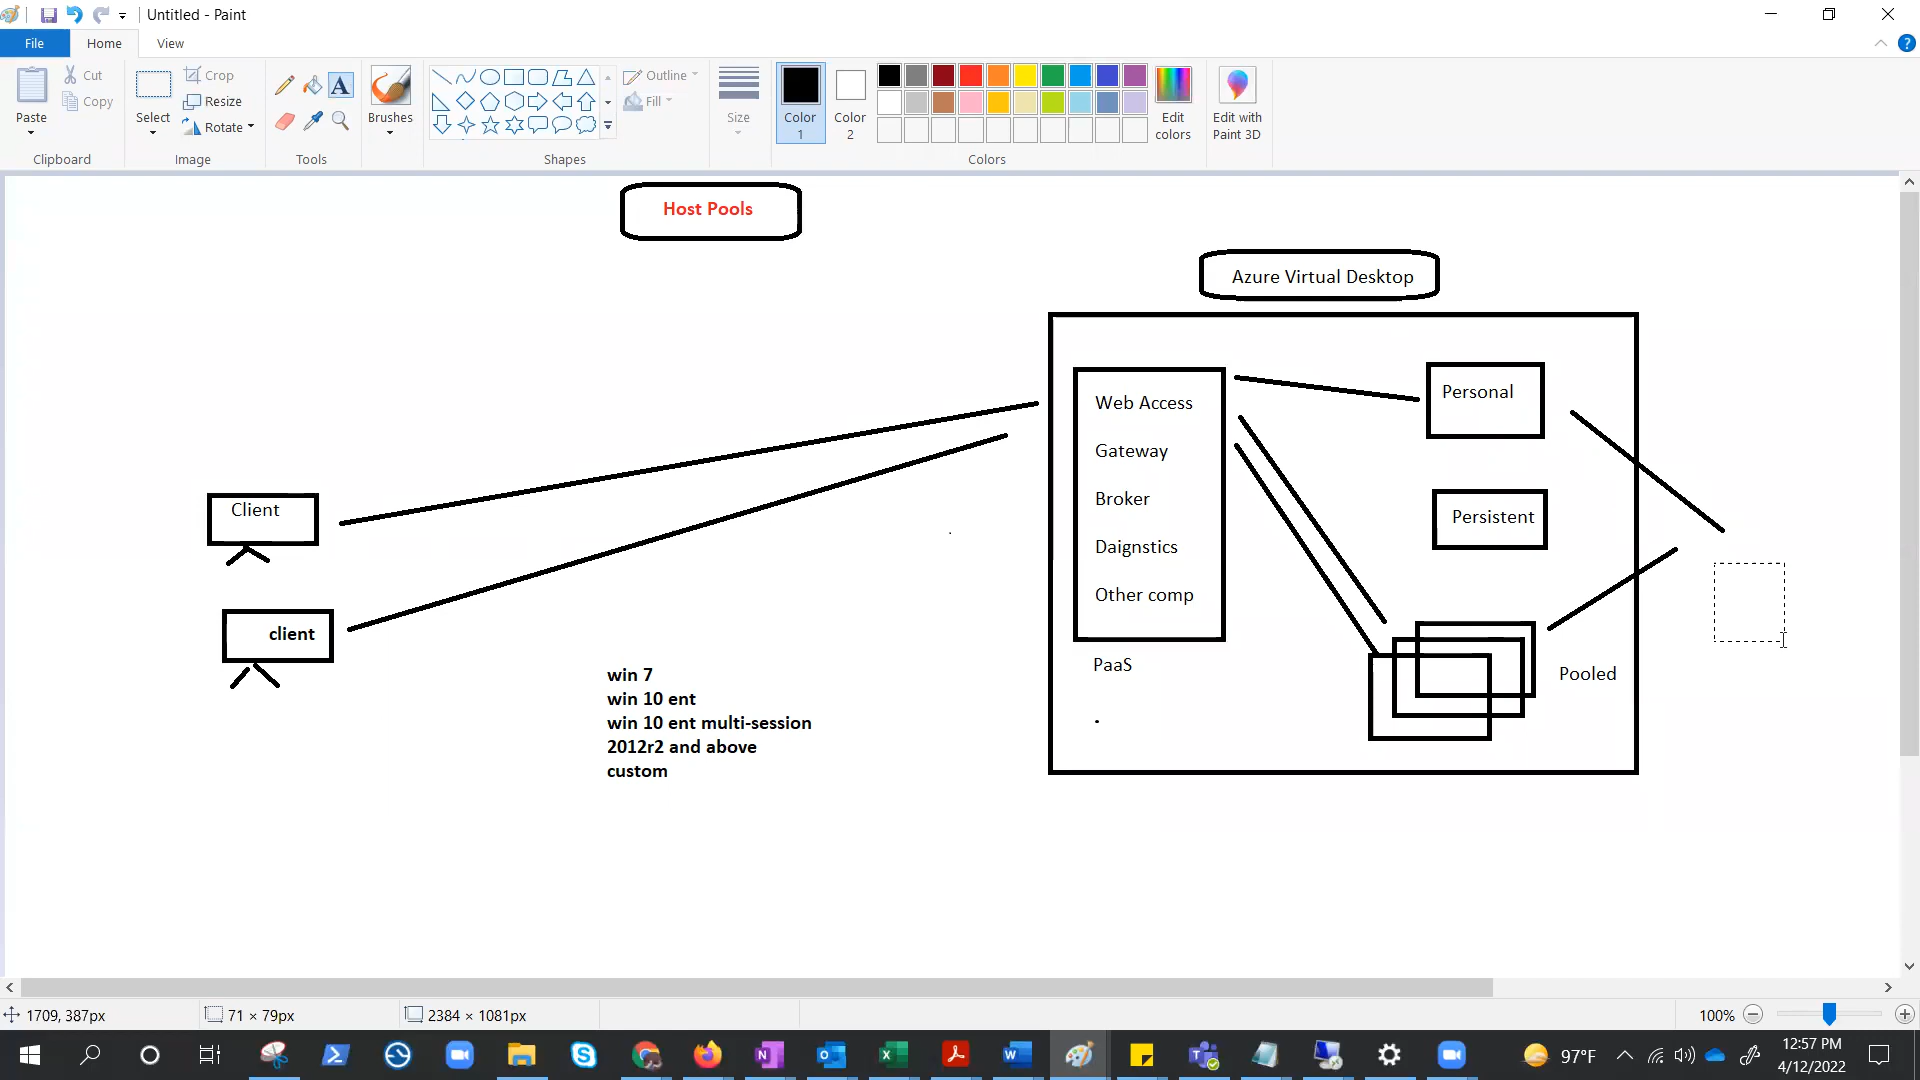 Untitled - Paint
File
Home
View
Cut
Copy
Paste
Clipboard
Crop
Resize
Rotate
Select
Image
A
Tools
Brushes
Outline
Fill
Shapes
Size
Color 1
Color 2
Edit colors
Colors
Edit with Paint 3D
Host Pools
Azure Virtual Desktop
Web Access
Gateway
Broker
Daignstics
Other comp
PaaS
Personal
Persistent
Pooled
Client
client
win 7
win 10 ent
win 10 ent multi-session
2012r2 and above
custom
1709, 387px
71 × 79px
2384 × 1081px
100%
97°F
12:57 PM
4/12/2022